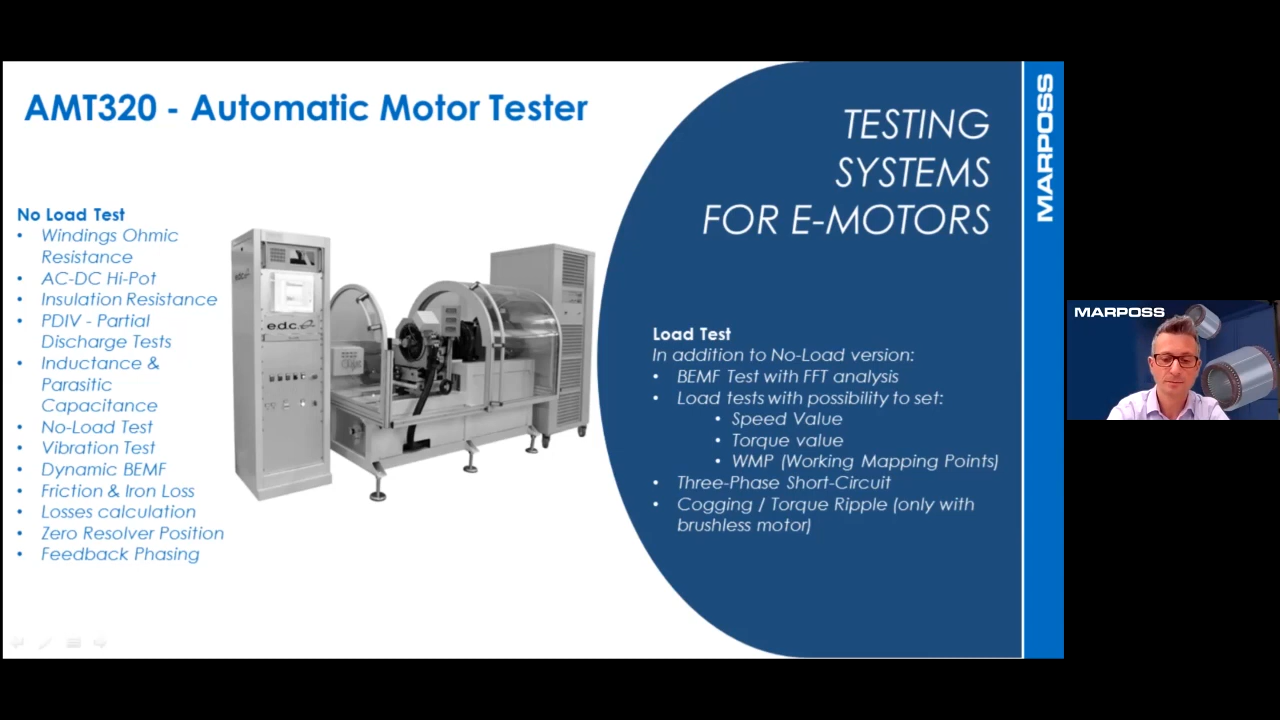 AMT320 - Automatic Motor Tester
TESTING
SYSTEMS
FOR E-MOTORS
MARPOSS
No Load Test
• Windings Ohmic
Resistance
• AC-DC Hi-Pot
• Insulation Resistance
• PDIV - Partial
Discharge Tests
• Inductance &
Parasitic
Capacitance
• No-Load Test
• Vibration Test
• Dynamic BEMF
• Friction & Iron Loss
• Losses calculation
• Zero Resolver Position
• Feedback Phasing
e.d.c.
Load Test
In addition to No-Load version:
• BEMF Test with FFT analysis
• Load tests with possibility to set:
• Speed Value
• Torque value
• WMP (Working Mapping Points)
• Three-Phase Short-Circuit
• Cogging / Torque Ripple (only with
brushless motor)
MARPOSS